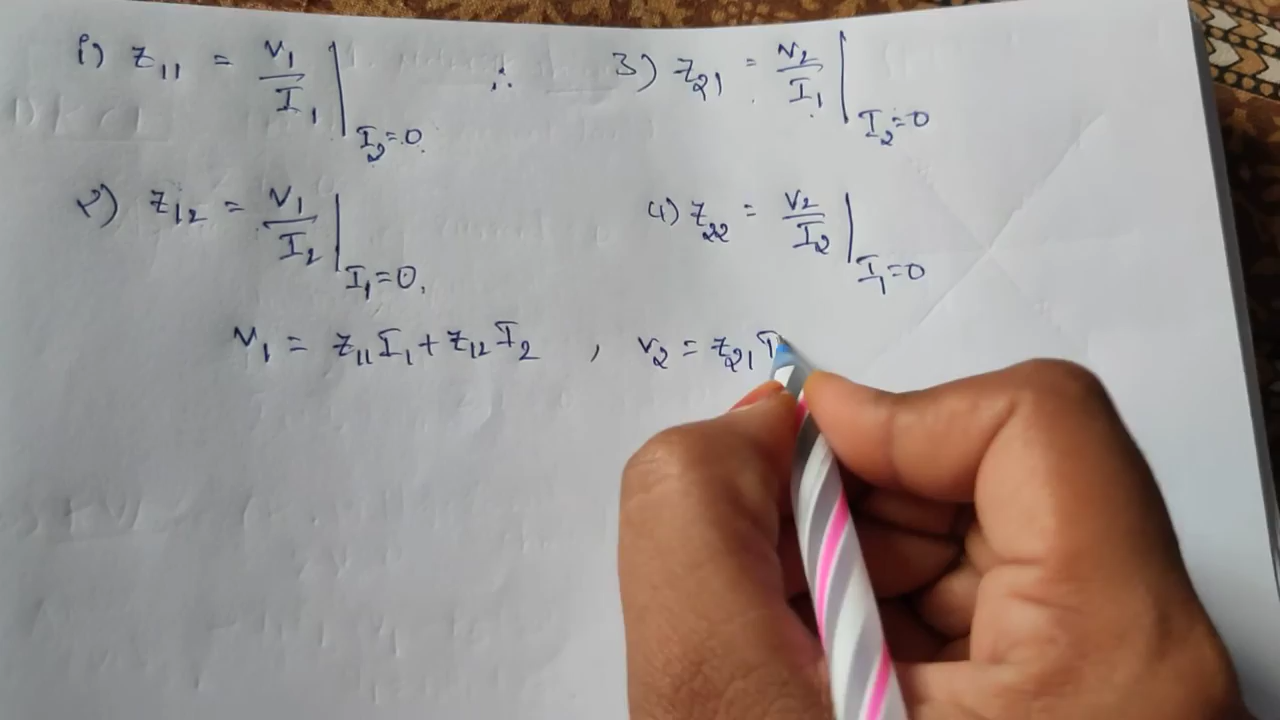 1) Z11 = V1/I1 | I2=0 ∴ 3) Z21 = V2/I1 | I2=0
2) Z12 = V1/I2 | I1=0, 4) Z22 = V2/I2 | I1=0
V1 = Z11 I1 + Z12 I2 , V2 = Z21 I